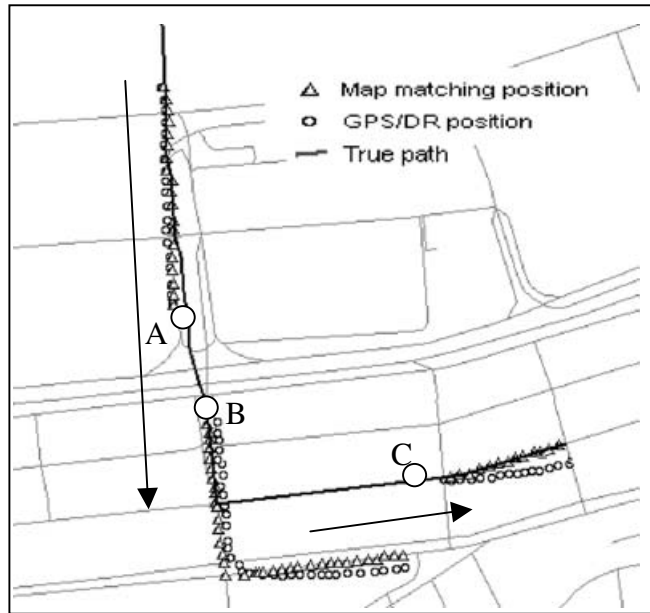 Map matching position
GPS/DR position
True path
A
B
C